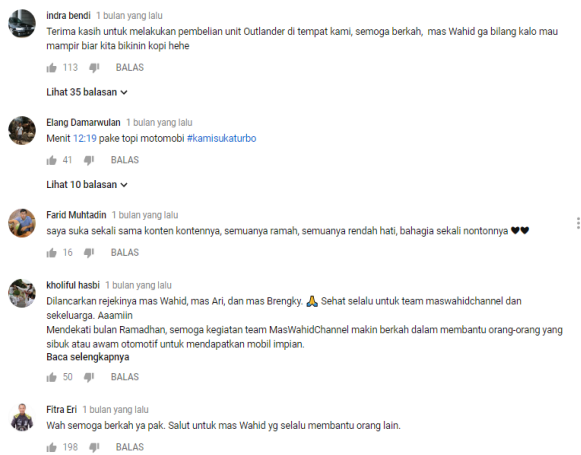 indra bendi 1 bulan yang lalu
Terima kasih untuk melakukan pembelian unit Outlander di tempat kami, semoga berkah, mas Wahid ga bilang kalo mau
mampir biar kita bikinin kopi hehe
113 BALAS
Lihat 35 balasan
Elang Damarwulan 1 bulan yang lalu
Menit 12:19 pake topi motomobi #kamisukaturbo
41 BALAS
Lihat 10 balasan
Farid Muhtadin 1 bulan yang lalu
saya suka sekali sama konten kontennya, semuanya ramah, semuanya rendah hati, bahagia sekali nontonnya 🖤🖤
16 BALAS
kholiful hasbi 1 bulan yang lalu
Dilancarkan rejekinya mas Wahid, mas Ari, dan mas Brengky. 🙏 Sehat selalu untuk team maswahidchannel dan
sekeluarga. Aaamiin
Mendekati bulan Ramadhan, semoga kegiatan team MasWahidChannel makin berkah dalam membantu orang-orang yang
sibuk atau awam otomotif untuk mendapatkan mobil impian.
Baca selengkapnya
50 BALAS
Fitra Eri 1 bulan yang lalu
Wah semoga berkah ya pak. Salut untuk mas Wahid yg selalu membantu orang lain.
198 BALAS